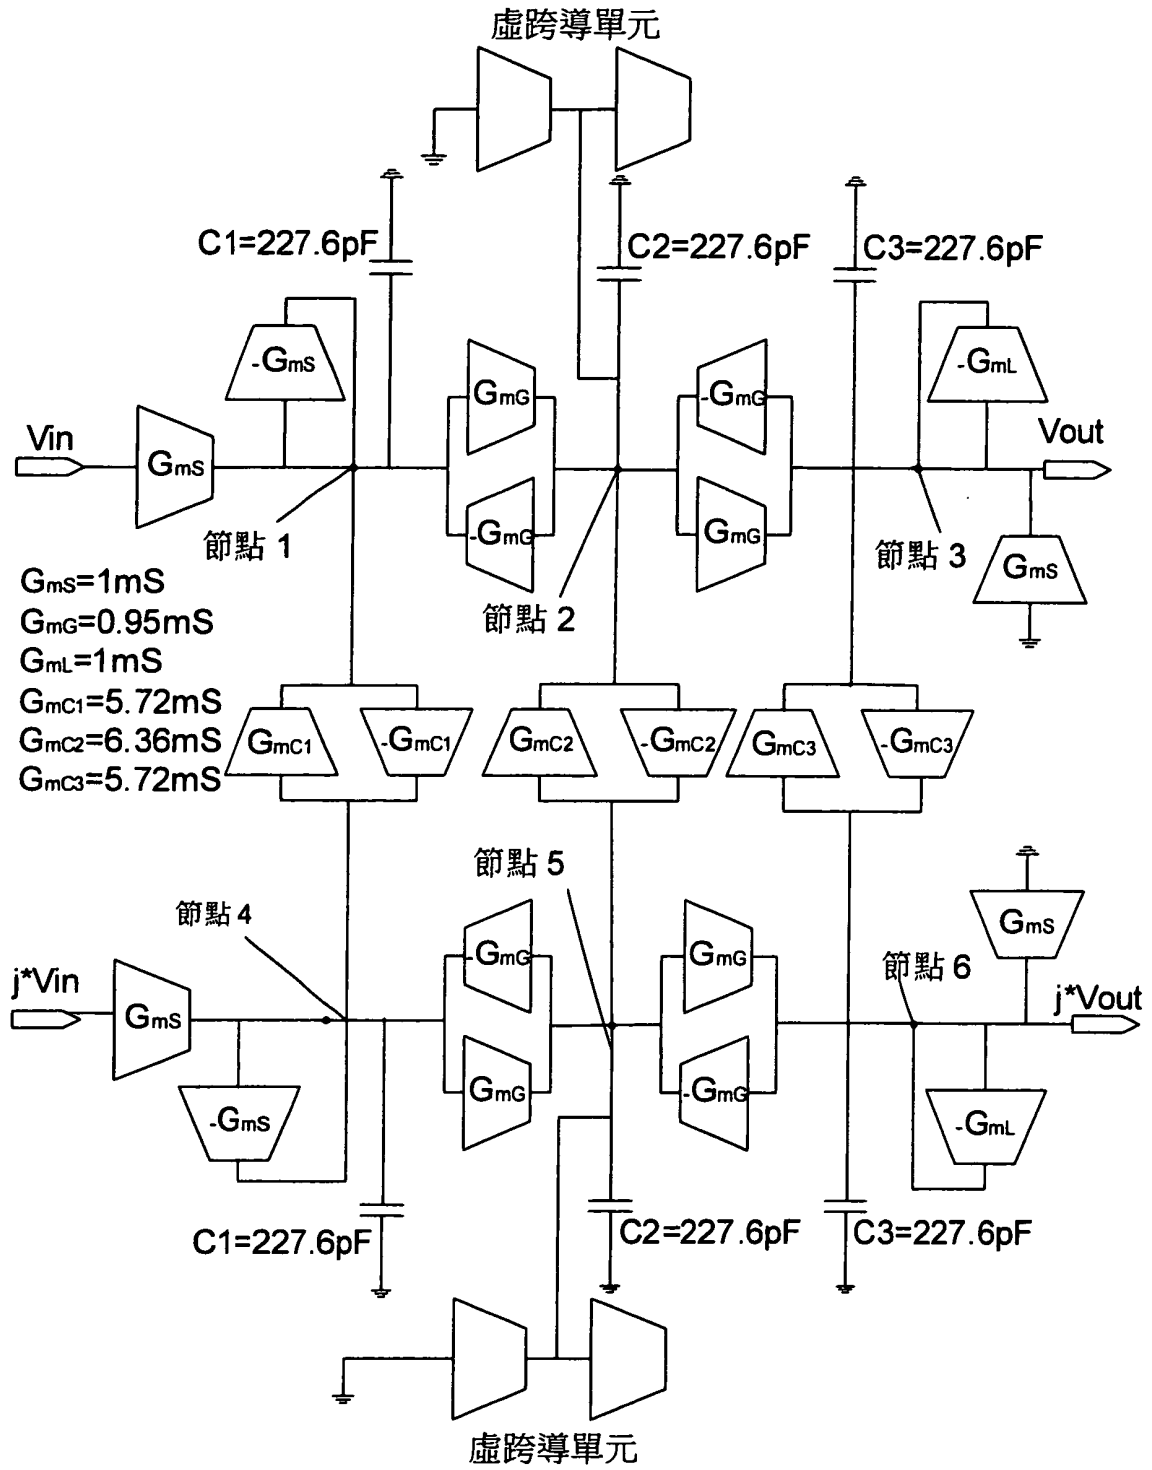 虛跨導單元
C1=227.6pF
C2=227.6pF
C3=227.6pF
-GmS
GmG
-GmG
-GmL
Vin
GmS
Vout
-GmG
GmG
節點 1
節點 2
節點 3
GmS
GmS=1mS
GmG=0.95mS
GmL=1mS
GmC1=5.72mS
GmC2=6.36mS
GmC3=5.72mS
GmC1
-GmC1
GmC2
-GmC2
GmC3
-GmC3
節點 5
節點 4
GmS
-GmG
GmG
節點 6
j*Vin
GmS
j*Vout
-GmS
GmG
-GmG
-GmL
C1=227.6pF
C2=227.6pF
C3=227.6pF
虛跨導單元